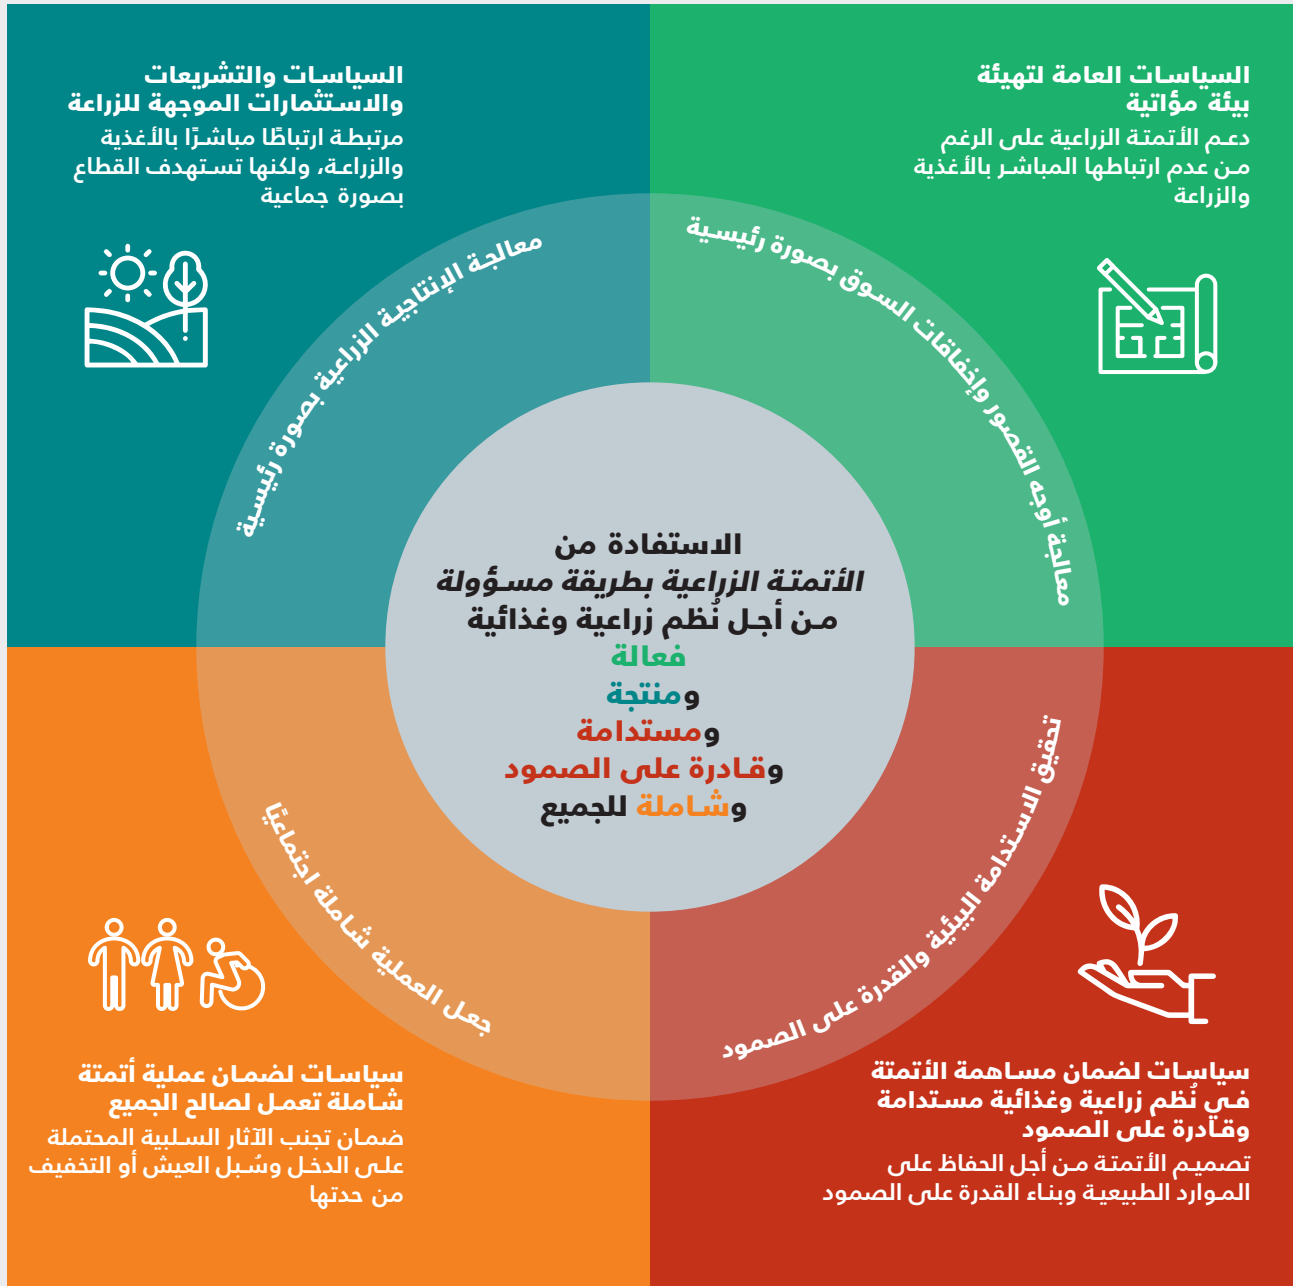 السياسات العامة لتهيئة
بيئة مؤاتية
دعم الأتمتة الزراعية على الرغم
من عدم ارتباطها المباشر بالأغذية
والزراعة
السياسات والتشريعات
والاستثمارات الموجهة للزراعة
مرتبطة ارتباطًا مباشرًا بالأغذية
والزراعة، ولكنها تستهدف القطاع
بصورة جماعية
معالجة أوجه القصور وإخفاقات السوق بصورة رئيسية
معالجة الإنتاجية الزراعية بصورة رئيسية
الاستفادة من
الأتمتة الزراعية بطريقة مسؤولة
من أجل نُظم زراعية وغذائية
فعالة
ومنتجة
ومستدامة
وقادرة على الصمود
وشاملة للجميع
تحقيق الاستدامة البيئية والقدرة على الصمود
جعل العملية شاملة اجتماعيًا
سياسات لضمان مساهمة الأتمتة
في نُظم زراعية وغذائية مستدامة
وقادرة على الصمود
تصميم الأتمتة من أجل الحفاظ على
الموارد الطبيعية وبناء القدرة على الصمود
سياسات لضمان عملية أتمتة
شاملة تعمل لصالح الجميع
ضمان تجنب الآثار السلبية المحتملة
على الدخل وسُبل العيش أو التخفيف
من حدتها